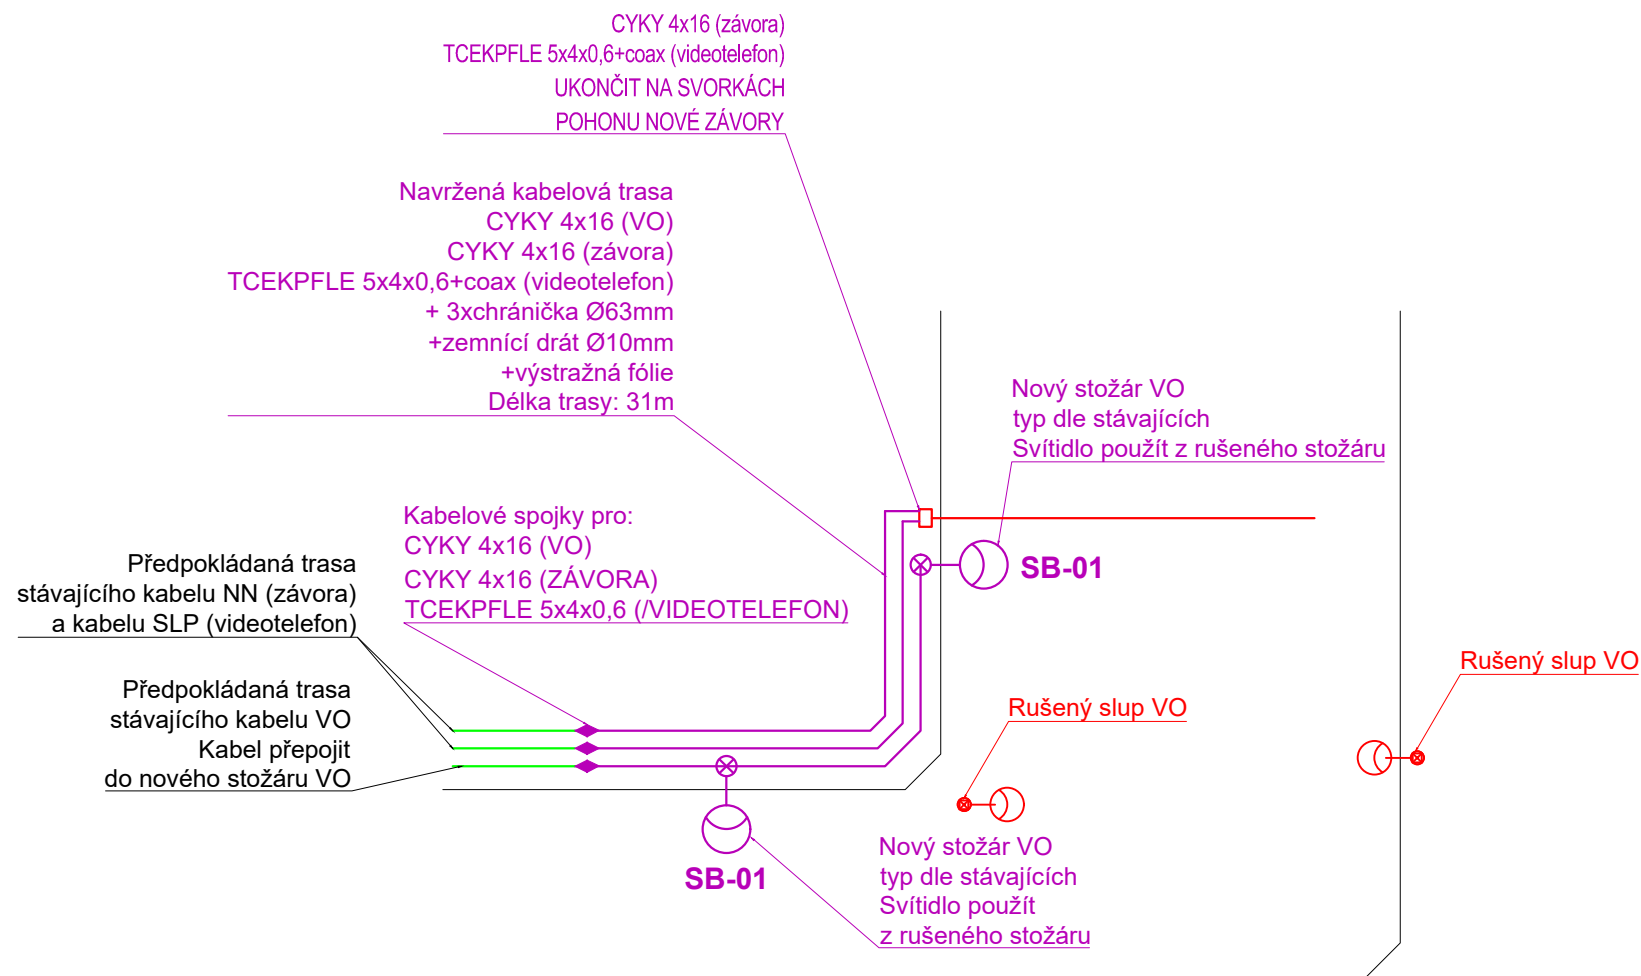 CYKY 4x16 (závora)
TCEKPFLE 5x4x0,6+coax (videotelefon)
UKONČIT NA SVORKÁCH
POHONU NOVÉ ZÁVORY
Navržená kabelová trasa
CYKY 4x16 (VO)
CYKY 4x16 (závora)
TCEKPFLE 5x4x0,6+coax (videotelefon)
+ 3xchránička Ø63mm
+zemnící drát Ø10mm
+výstražná fólie
Délka trasy: 31m
Nový stožár VO
typ dle stávajících
Svítidlo použít z rušeného stožáru
Kabelové spojky pro:
CYKY 4x16 (VO)
CYKY 4x16 (ZÁVORA)
TCEKPFLE 5x4x0,6 (/VIDEOTELEFON)
SB-01
Předpokládaná trasa
stávajícího kabelu NN (závora)
a kabelu SLP (videotelefon)
Předpokládaná trasa
stávajícího kabelu VO
Kabel přepojit
do nového stožáru VO
Rušený slup VO
Rušený slup VO
SB-01
Nový stožár VO
typ dle stávajících
Svítidlo použít
z rušeného stožáru